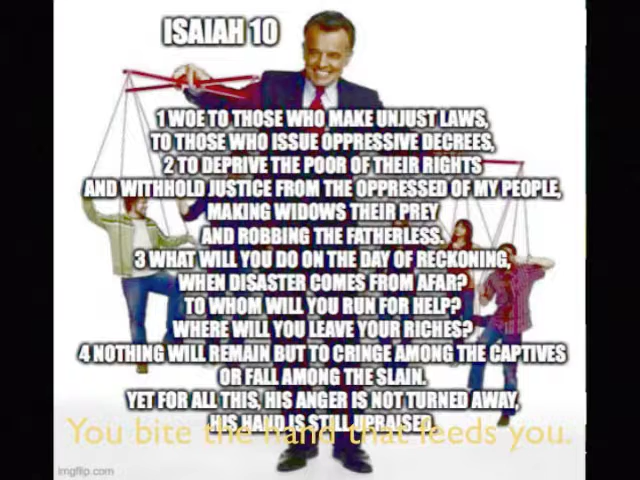 ISAIAH 10
1 WOE TO THOSE WHO MAKE UNJUST LAWS,
TO THOSE WHO ISSUE OPPRESSIVE DECREES,
2 TO DEPRIVE THE POOR OF THEIR RIGHTS
AND WITHHOLD JUSTICE FROM THE OPPRESSED OF MY PEOPLE,
MAKING WIDOWS THEIR PREY
AND ROBBING THE FATHERLESS.
3 WHAT WILL YOU DO ON THE DAY OF RECKONING,
WHEN DISASTER COMES FROM AFAR?
TO WHOM WILL YOU RUN FOR HELP?
WHERE WILL YOU LEAVE YOUR RICHES?
4 NOTHING WILL REMAIN BUT TO CRINGE AMONG THE CAPTIVES
OR FALL AMONG THE SLAIN.
YET FOR ALL THIS, HIS ANGER IS NOT TURNED AWAY,
HIS HAND IS STILL UPRAISED
You bite the hand that feeds you.
imgflip.com